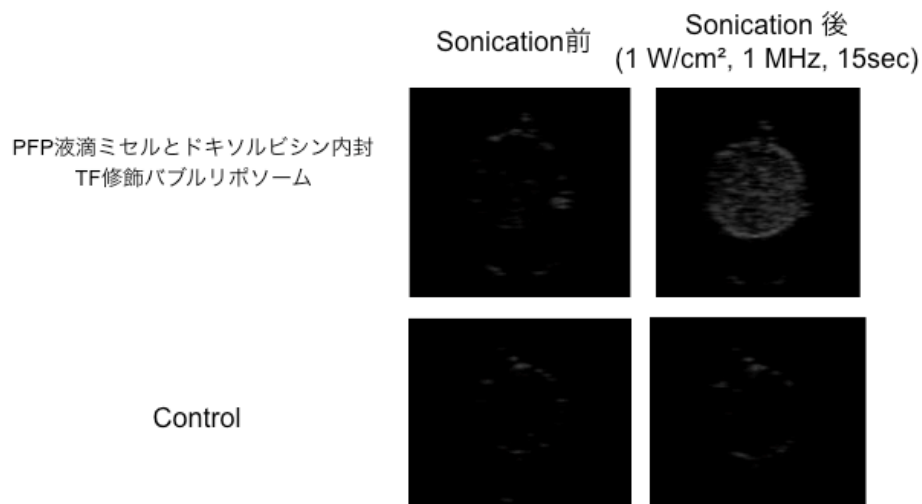 Sonication前
Sonication 後
(1 W/cm², 1 MHz, 15sec)
PFP液滴ミセルとドキソルビシン内封
TF修飾バブルリポソーム
Control